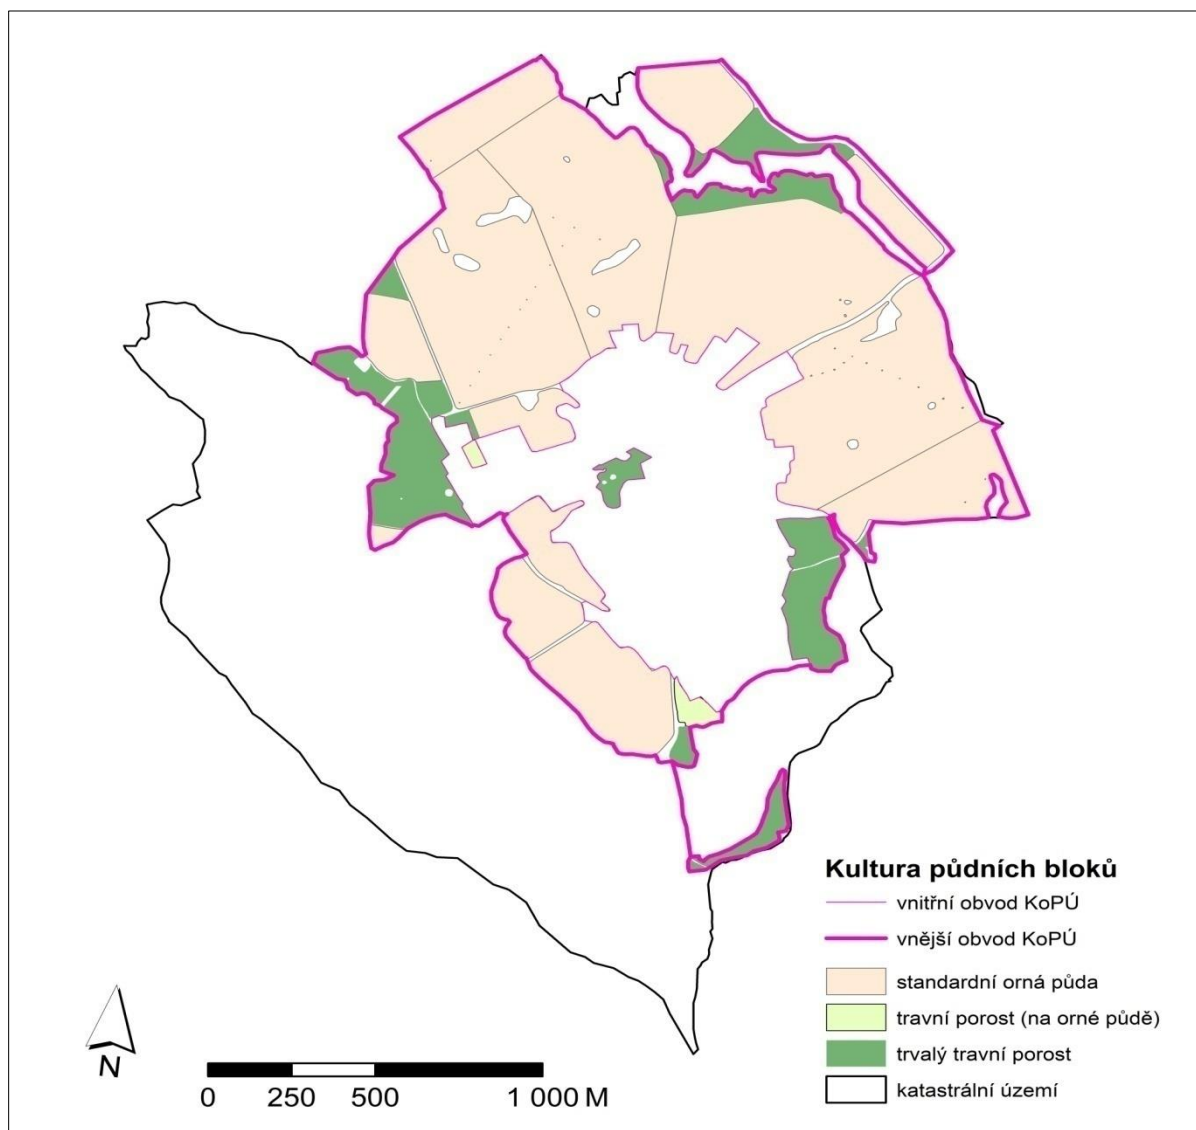 Kultura půdních bloků
vnitřní obvod KoPÚ
vnější obvod KoPÚ
standardní orná půda
travní porost (na orné půdě)
trvalý travní porost
katastrální území
N
0 250 500 1 000 M